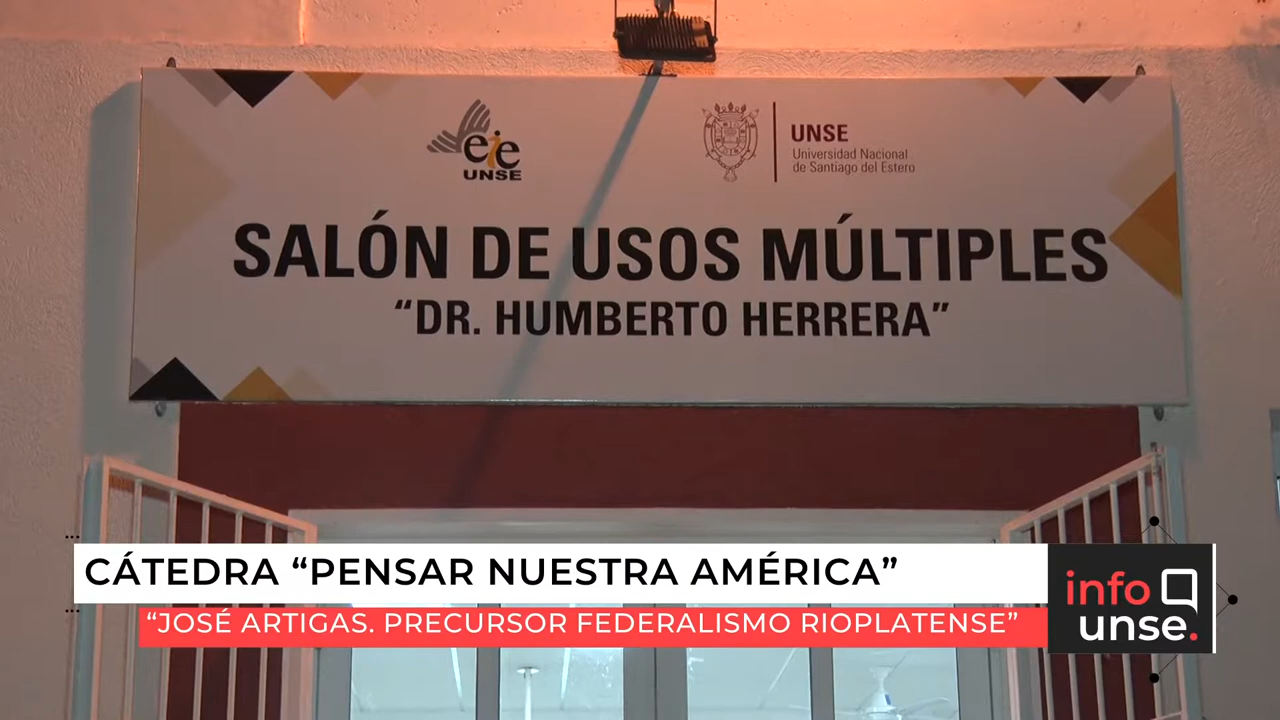 eie
UNSE
UNSE
Universidad Nacional
de Santiago del Estero
SALÓN DE USOS MÚLTIPLES
“DR. HUMBERTO HERRERA”
CÁTEDRA “PENSAR NUESTRA AMÉRICA”
“JOSÉ ARTIGAS. PRECURSOR FEDERALISMO RIOPLATENSE”
info
unse.